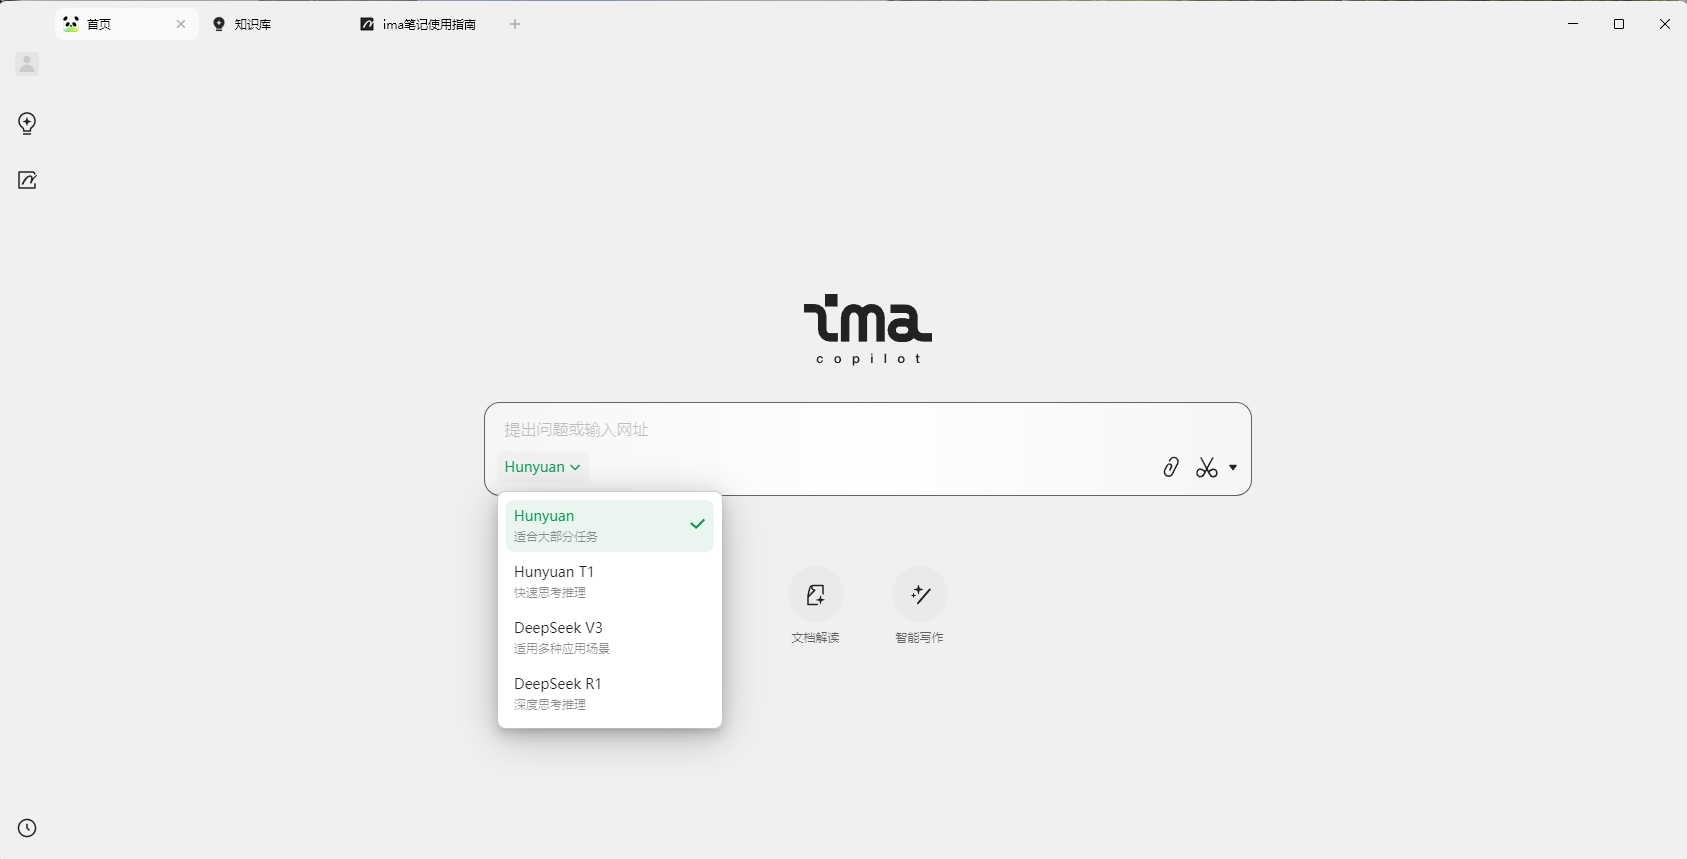 首页
知识库
ima笔记使用指南
ima
copilot
提出问题或输入网址
Hunyuan
Hunyuan
适合大部分任务
Hunyuan T1
快速思考推理
DeepSeek V3
适用多种应用场景
DeepSeek R1
深度思考推理
文档解读
智能写作